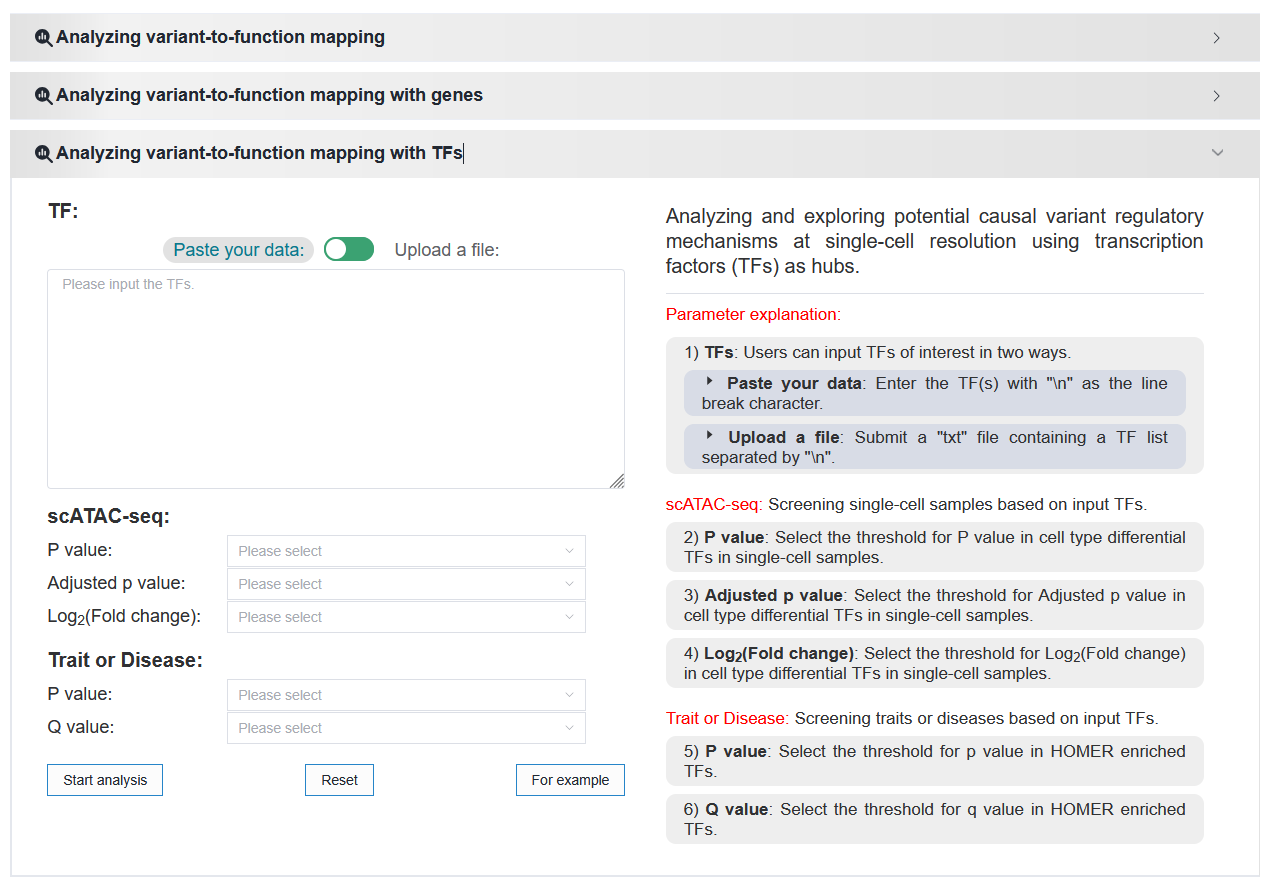 Analyzing variant-to-function mapping
Analyzing variant-to-function mapping with genes
Analyzing variant-to-function mapping with TFs
TF:
Paste your data: Upload a file:
Please input the TFs.
scATAC-seq:
P value: Please select
Adjusted p value: Please select
Log₂(Fold change): Please select
Trait or Disease:
P value: Please select
Q value: Please select
Start analysis Reset For example
Analyzing and exploring potential causal variant regulatory
mechanisms at single-cell resolution using transcription
factors (TFs) as hubs.
Parameter explanation:
1) TFs: Users can input TFs of interest in two ways.
Paste your data: Enter the TF(s) with "\n" as the line
break character.
Upload a file: Submit a "txt" file containing a TF list
separated by "\n".
scATAC-seq: Screening single-cell samples based on input TFs.
2) P value: Select the threshold for P value in cell type differential
TFs in single-cell samples.
3) Adjusted p value: Select the threshold for Adjusted p value in
cell type differential TFs in single-cell samples.
4) Log₂(Fold change): Select the threshold for Log₂(Fold change)
in cell type differential TFs in single-cell samples.
Trait or Disease: Screening traits or diseases based on input TFs.
5) P value: Select the threshold for p value in HOMER enriched
TFs.
6) Q value: Select the threshold for q value in HOMER enriched
TFs.